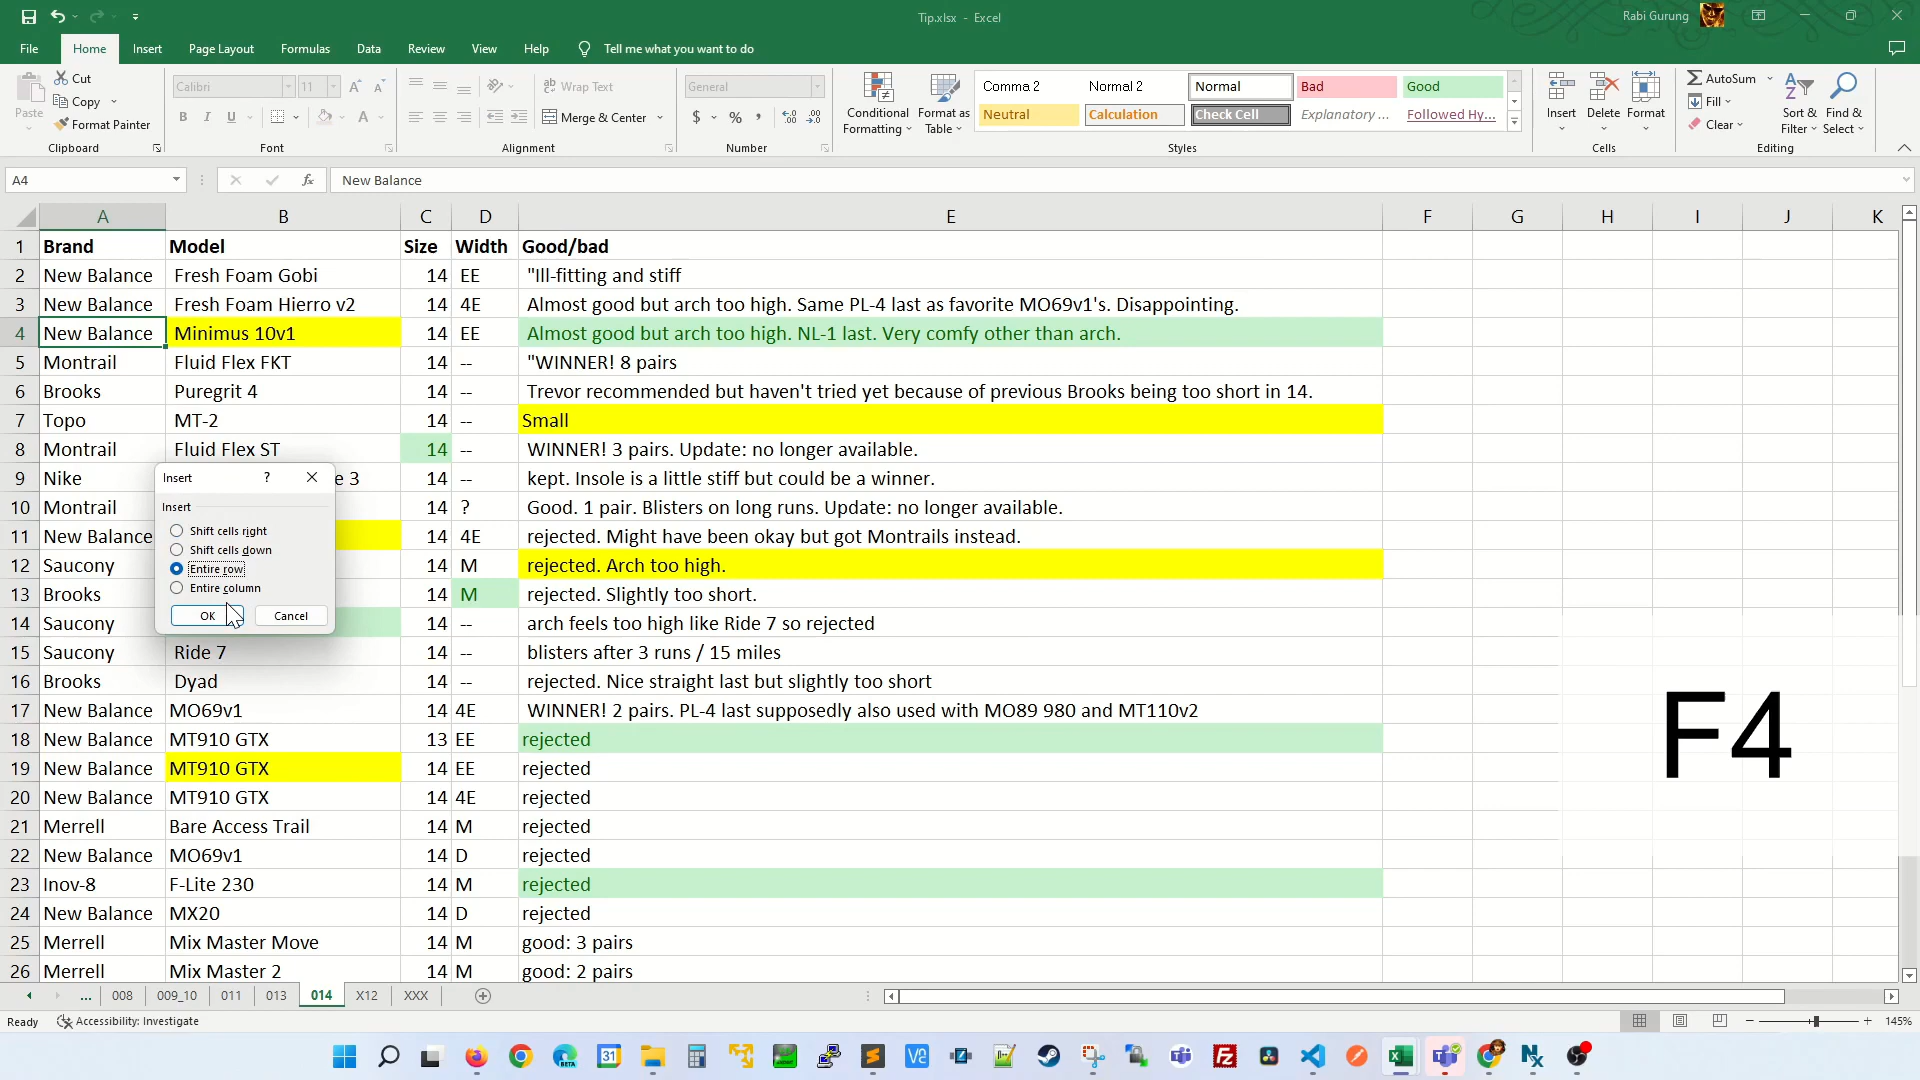 Tip.xlsx - Excel
Rabi Gurung
File Home Insert Page Layout Formulas Data Review View Help Tell me what you want to do
Paste
Cut
Copy
Format Painter
Clipboard
Calibri 11
B I U
Font
Wrap Text
Merge & Center
Alignment
General
$ % ,
Number
Conditional Formatting
Format as Table
Comma 2 Normal 2 Normal Bad Good
Neutral Calculation Check Cell Explanatory ... Followed Hy...
Styles
Insert Delete Format
Cells
AutoSum
Fill
Clear
Sort & Filter
Find & Select
Editing
A4 fx New Balance
A B C D E F G H I J K
1 Brand Model Size Width Good/bad
2 New Balance Fresh Foam Gobi 14 EE "Ill-fitting and stiff
3 New Balance Fresh Foam Hierro v2 14 4E Almost good but arch too high. Same PL-4 last as favorite MO69v1's. Disappointing.
4 New Balance Minimus 10v1 14 EE Almost good but arch too high. NL-1 last. Very comfy other than arch.
5 Montrail Fluid Flex FKT 14 -- "WINNER! 8 pairs
6 Brooks Puregrit 4 14 -- Trevor recommended but haven't tried yet because of previous Brooks being too short in 14.
7 Topo MT-2 14 -- Small
8 Montrail Fluid Flex ST 14 -- WINNER! 3 pairs. Update: no longer available.
9 Nike e 3 14 -- kept. Insole is a little stiff but could be a winner.
10 Montrail 14 ? Good. 1 pair. Blisters on long runs. Update: no longer available.
11 New Balance 14 4E rejected. Might have been okay but got Montrails instead.
12 Saucony 14 M rejected. Arch too high.
13 Brooks 14 M rejected. Slightly too short.
14 Saucony 14 -- arch feels too high like Ride 7 so rejected
15 Saucony Ride 7 14 -- blisters after 3 runs / 15 miles
16 Brooks Dyad 14 -- rejected. Nice straight last but slightly too short
17 New Balance MO69v1 14 4E WINNER! 2 pairs. PL-4 last supposedly also used with MO89 980 and MT110v2
18 New Balance MT910 GTX 13 EE rejected
19 New Balance MT910 GTX 14 EE rejected
20 New Balance MT910 GTX 14 4E rejected
21 Merrell Bare Access Trail 14 M rejected
22 New Balance MO69v1 14 D rejected
23 Inov-8 F-Lite 230 14 M rejected
24 New Balance MX20 14 D rejected
25 Merrell Mix Master Move 14 M good: 3 pairs
26 Merrell Mix Master 2 14 M good: 2 pairs
Insert ?
Insert
Shift cells right
Shift cells down
Entire row
Entire column
OK Cancel
F4
... 008 009_10 011 013 014 X12 XXX
Ready Accessibility: Investigate 145%